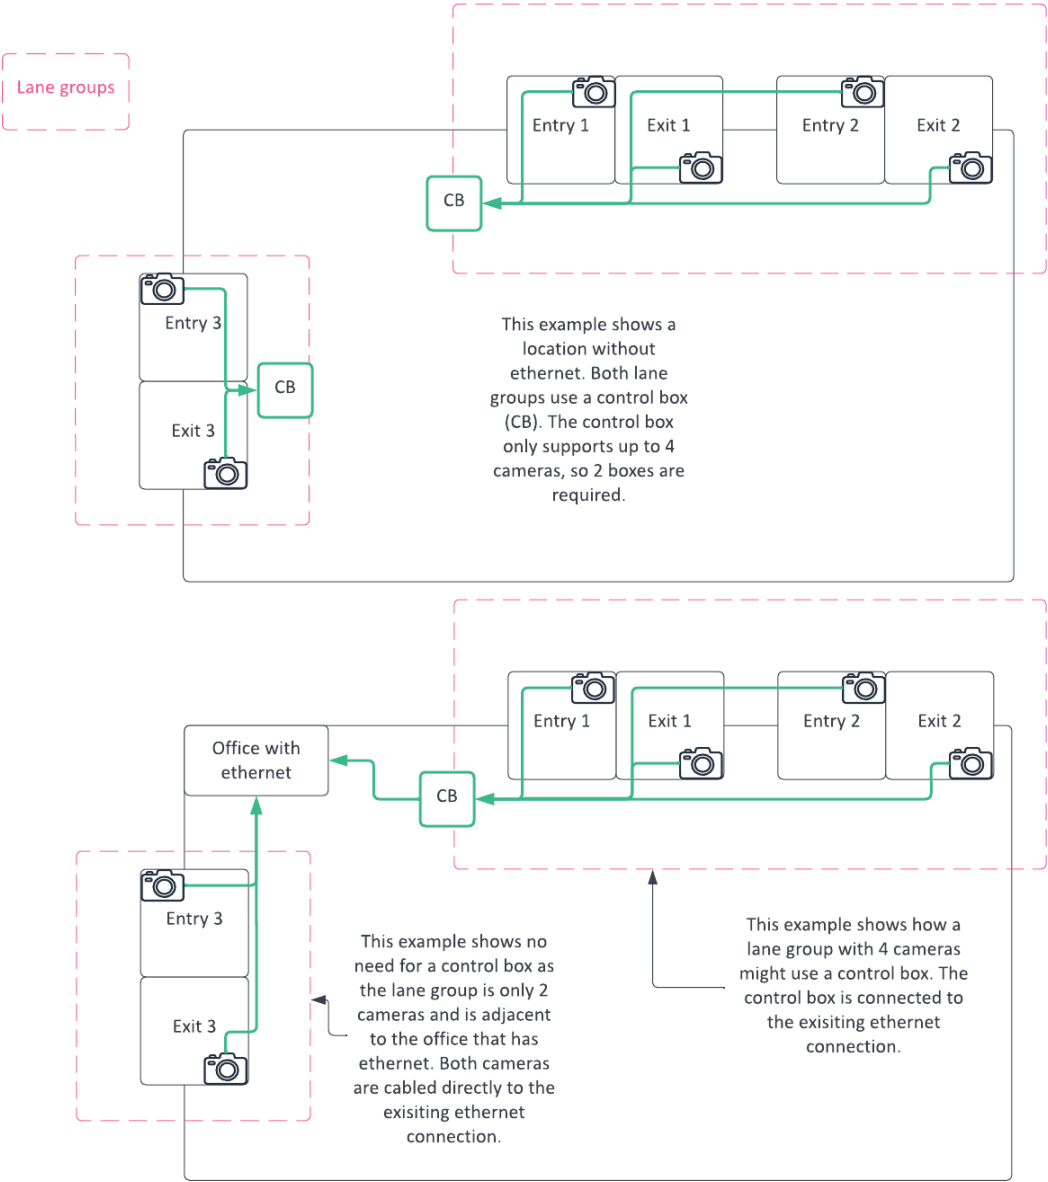 Lane groups
Entry 1
Exit 1
Entry 2
Exit 2
CB
Entry 3
CB
Exit 3
This example shows a
location without
ethernet. Both lane
groups use a control box
(CB). The control box
only supports up to 4
cameras, so 2 boxes are
required.
Entry 1
Exit 1
Entry 2
Exit 2
Office with
ethernet
CB
Entry 3
Exit 3
This example shows no
need for a control box as
the lane group is only 2
cameras and is adjacent
to the office that has
ethernet. Both cameras
are cabled directly to the
exisiting ethernet
connection.
This example shows how a
lane group with 4 cameras
might use a control box. The
control box is connected to
the exisiting ethernet
connection.